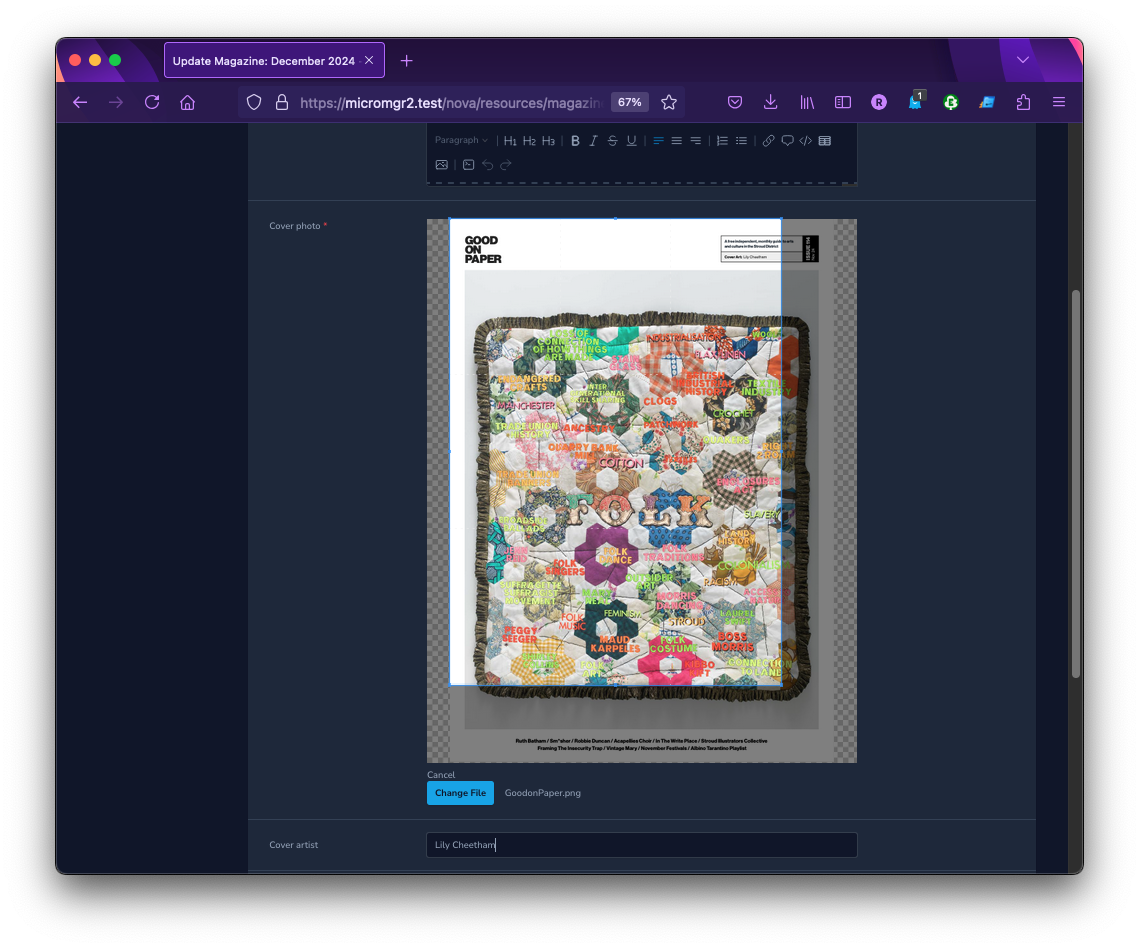 Update Magazine: December 2024
https://micromgr2.test/nova/resources/magazin
67%
R
1
Paragraph
H1 H2 H3 B I S U
Cover photo *
GOOD
ON
PAPER
A free independent, monthly guide to arts
and culture in the Stroud District
Cover Art: Lily Cheetham
LOSS OF
CONNECTION
OF HOW THINGS
ARE MADE
STAIN
GLASS
INDUSTRIALISATION
FLAX LINEN
WOOL
ENDANGERED
CRAFTS
INTER
GENERATIONAL
SKILL SHARING
BRITISH
INDUSTRIAL
HISTORY
TEXTILE
INDUSTRY
MANCHESTER
CLOGS
CROCHET
TRADE UNION
HISTORY
ANCESTRY
PATCHWORK
QUAKERS
QUARRY BANK
MILL
COTTON
ENCLOSURES
ACT
FOLK
SLAVERY
BROADSIDE
BALLADS
LAND
HISTORY
FOLK
DANCE
FOLK
TRADITIONS
FOLK
SINGERS
COLONIALISM
OUTSIDER
ART
RACISM
SUFFRAGETTE
SUFFRAGIST
MOVEMENT
MORRIS
DANCING
FOLK
MUSIC
FEMINISM
STROUD
LAUREL
SWIFT
PEGGY
SEEGER
MAUD
KARPELES
FOLK
COSTUME
BOSS
MORRIS
FOLK
ART
CONNECTION
TO LAND
Ruth Batham / Sm*sher / Robbie Duncan / Acapellies Choir / In The Write Place / Stroud Illustrators Collective
Framing The Insecurity Trap / Vintage Mary / November Festivals / Albino Tarantino Playlist
Cancel
Change File
GoodonPaper.png
Cover artist
Lily Cheetham